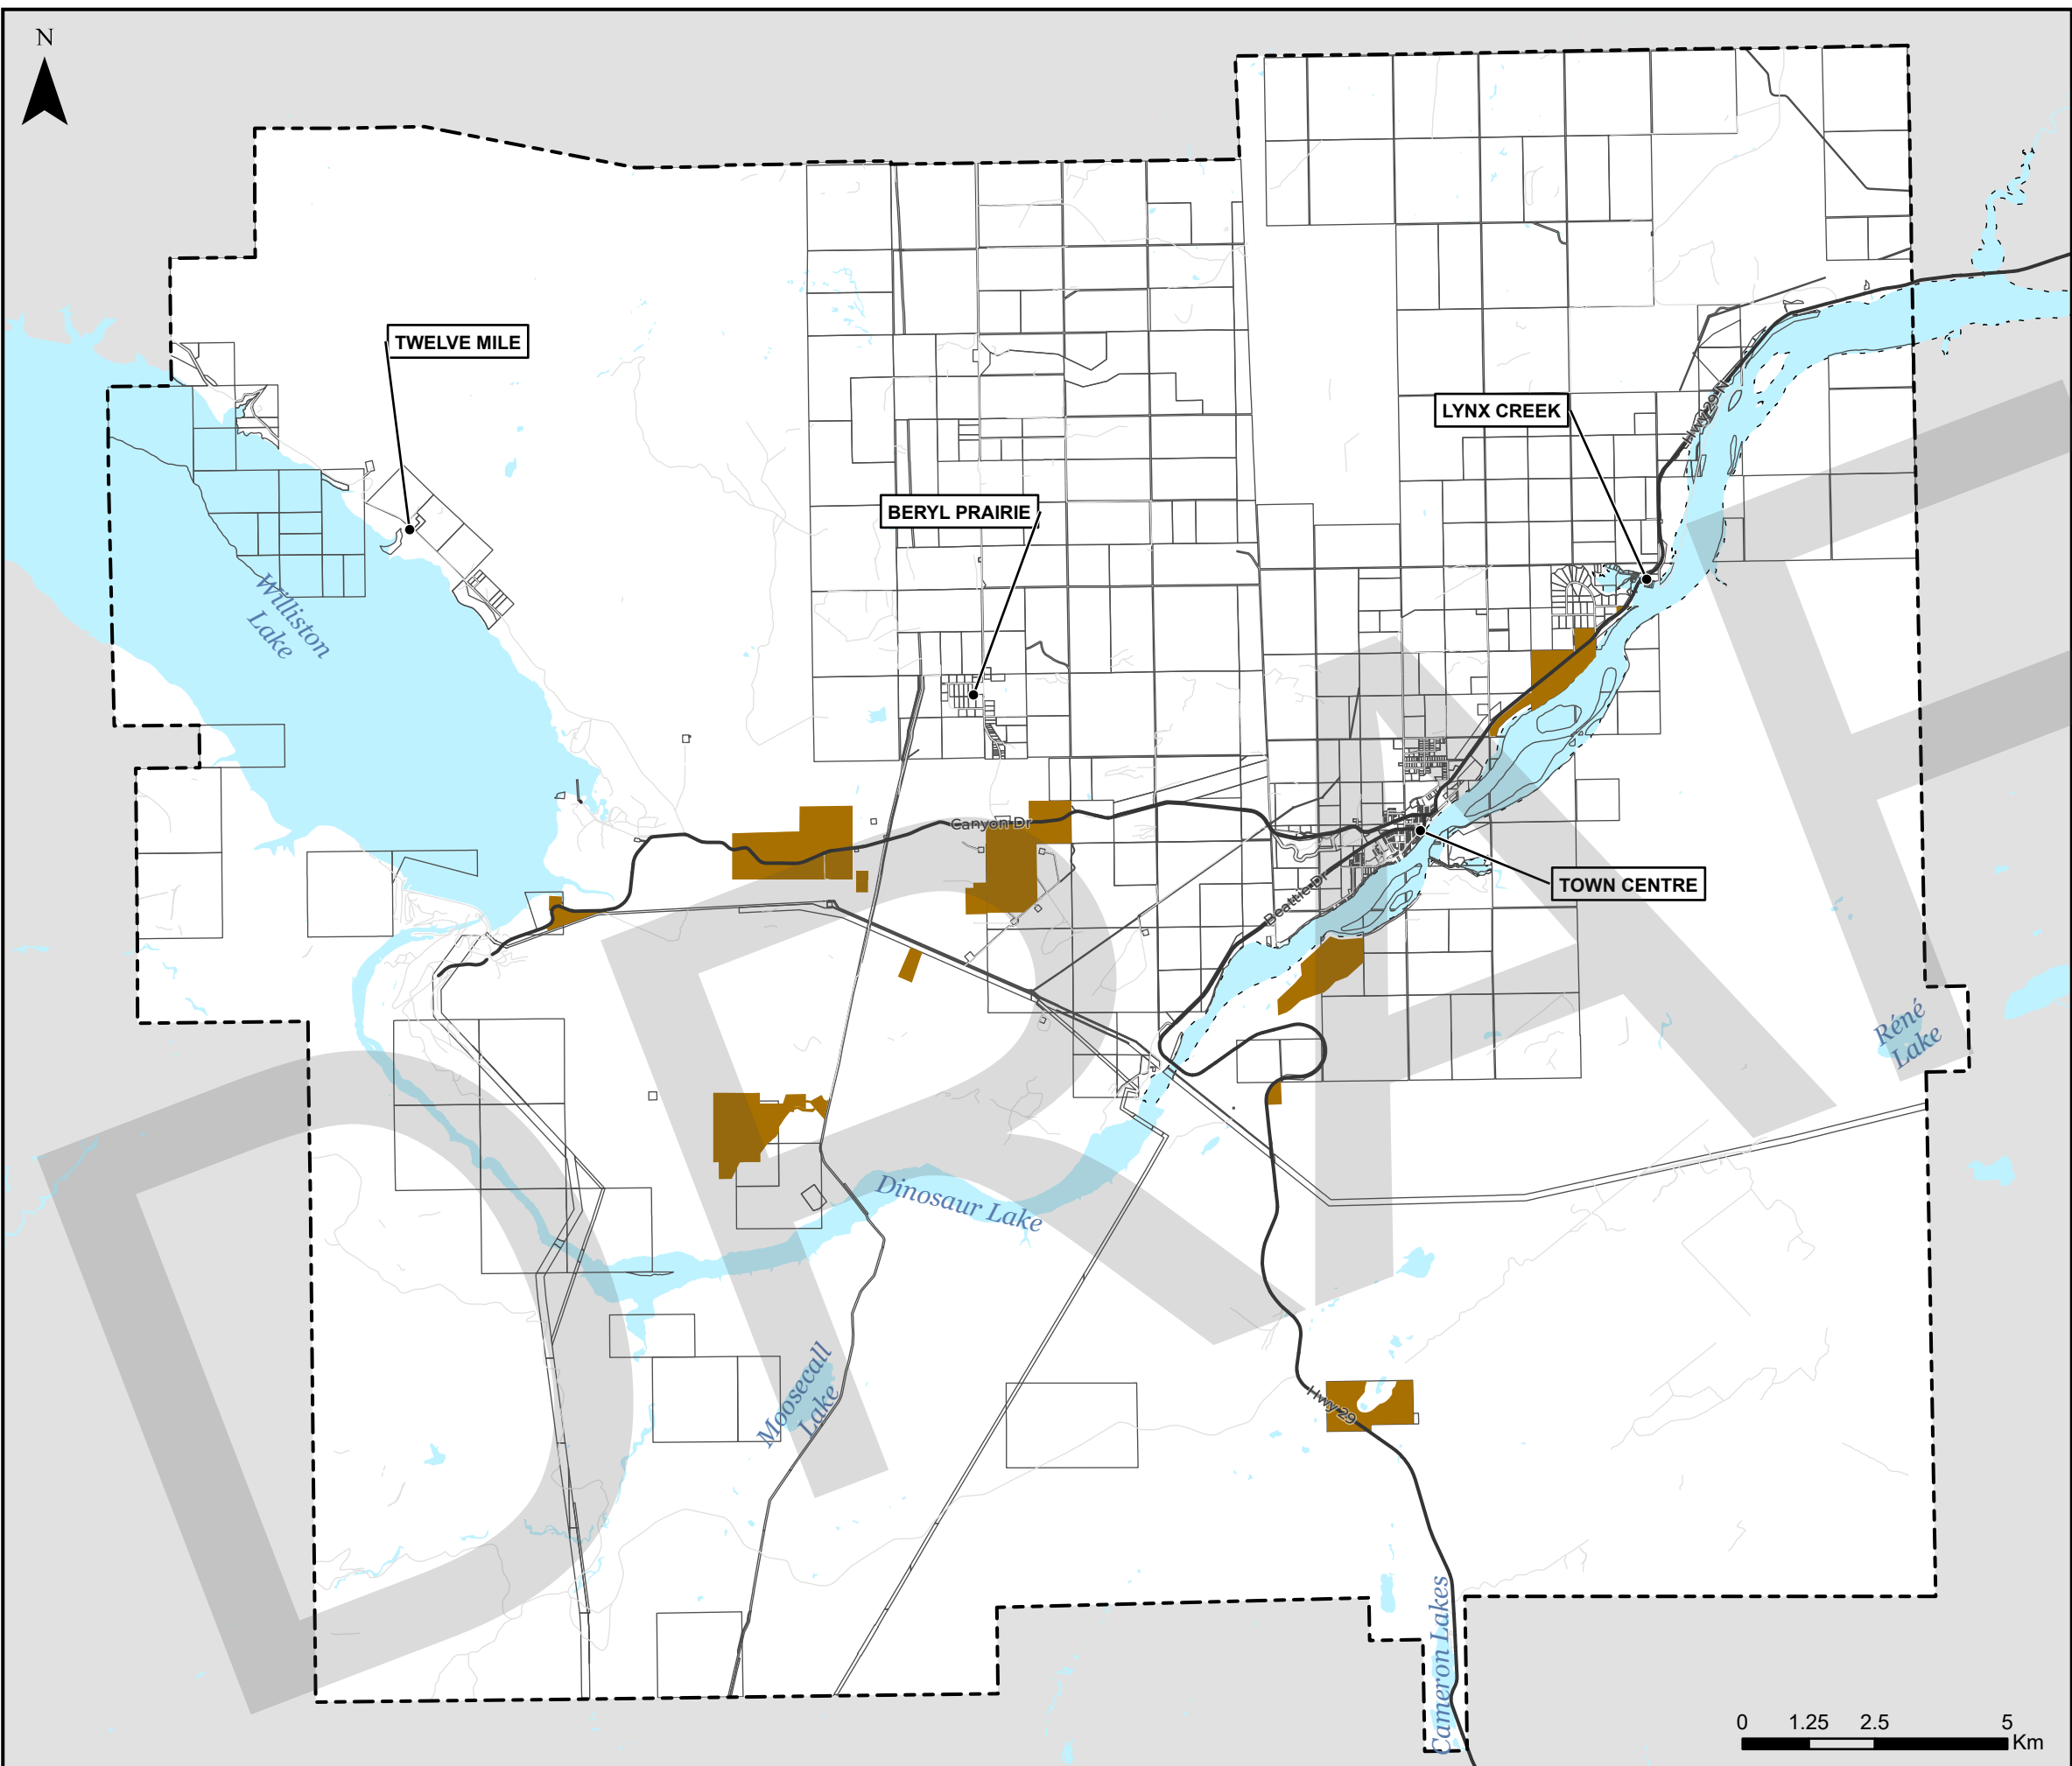 N
TWELVE MILE
LYNX CREEK
Hwy 29 N
BERYL PRAIRIE
Williston
Lake
Canyon Dr
Beattie Dr
TOWN CENTRE
Réné
Lake
Dinosaur Lake
Moosecall
Lake
Hwy 29
Cameron Lakes
0 1.25 2.5 5
Km
DRAFT